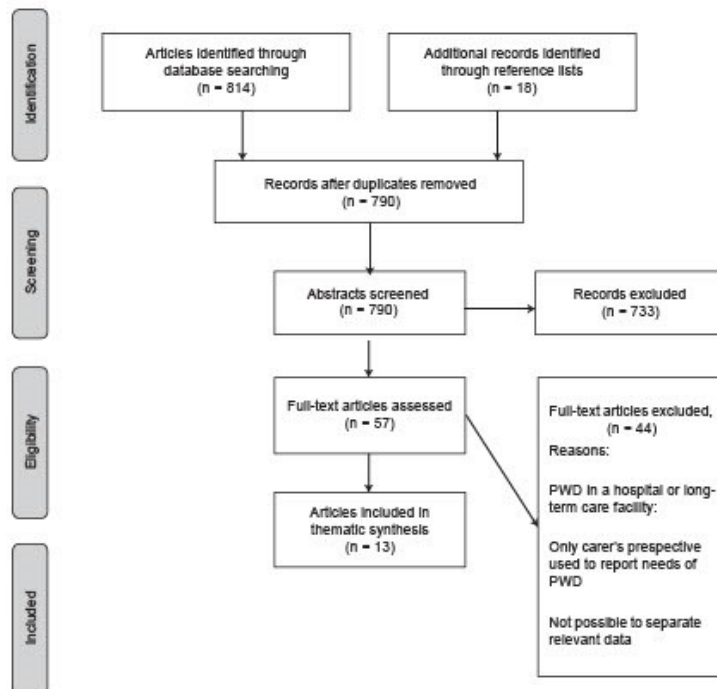 Identification
Articles identified through
database searching
(n = 814)
Additional records identified
through reference lists
(n = 18)
Records after duplicates removed
(n = 790)
Screening
Abstracts screened
(n = 790)
Records excluded
(n = 733)
Eligibility
Full-text articles assessed
(n = 57)
Full-text articles excluded,
(n = 44)
Reasons:
PWD in a hospital or long-
term care facility:
Only carer's prespective
used to report needs of
PWD
Not possible to separate
relevant data
Articles included in
thematic synthesis
(n = 13)
Included